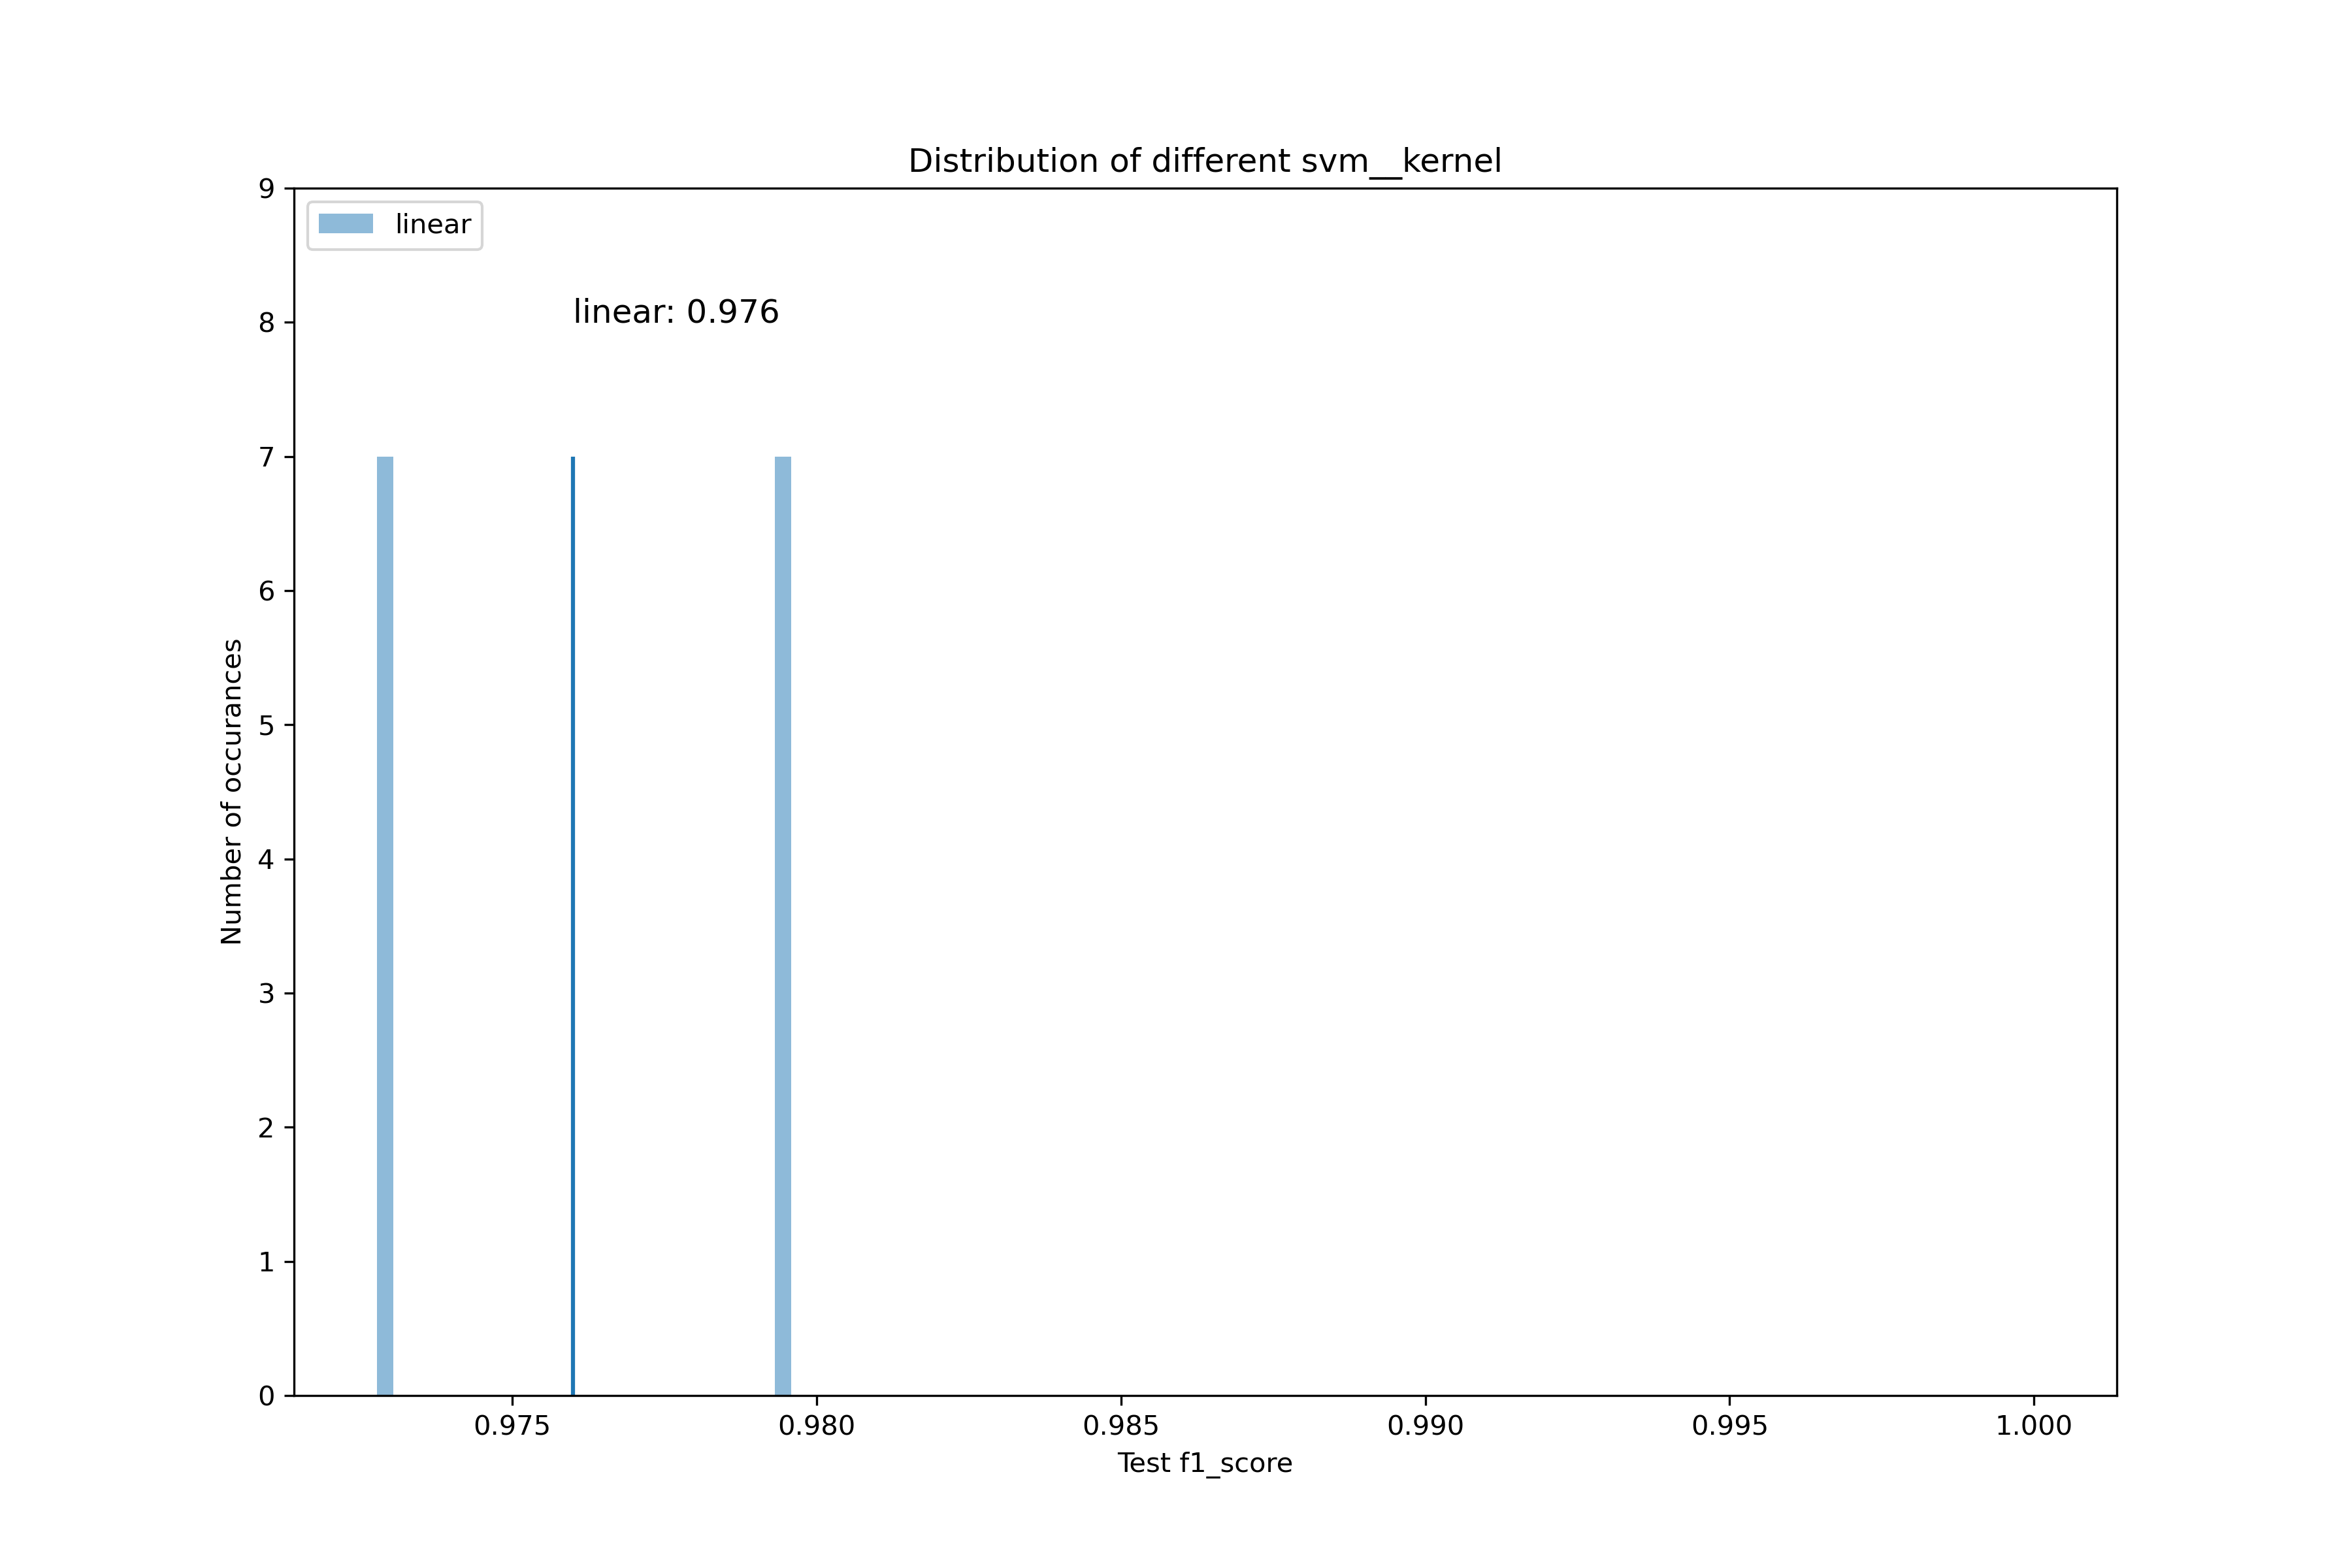 Distribution of different svm__kernel
9
linear
linear: 0.976
8
7
6
5
4
3
2
1
0
Number of occurances
0.975 0.980 0.985 0.990 0.995 1.000
Test f1_score